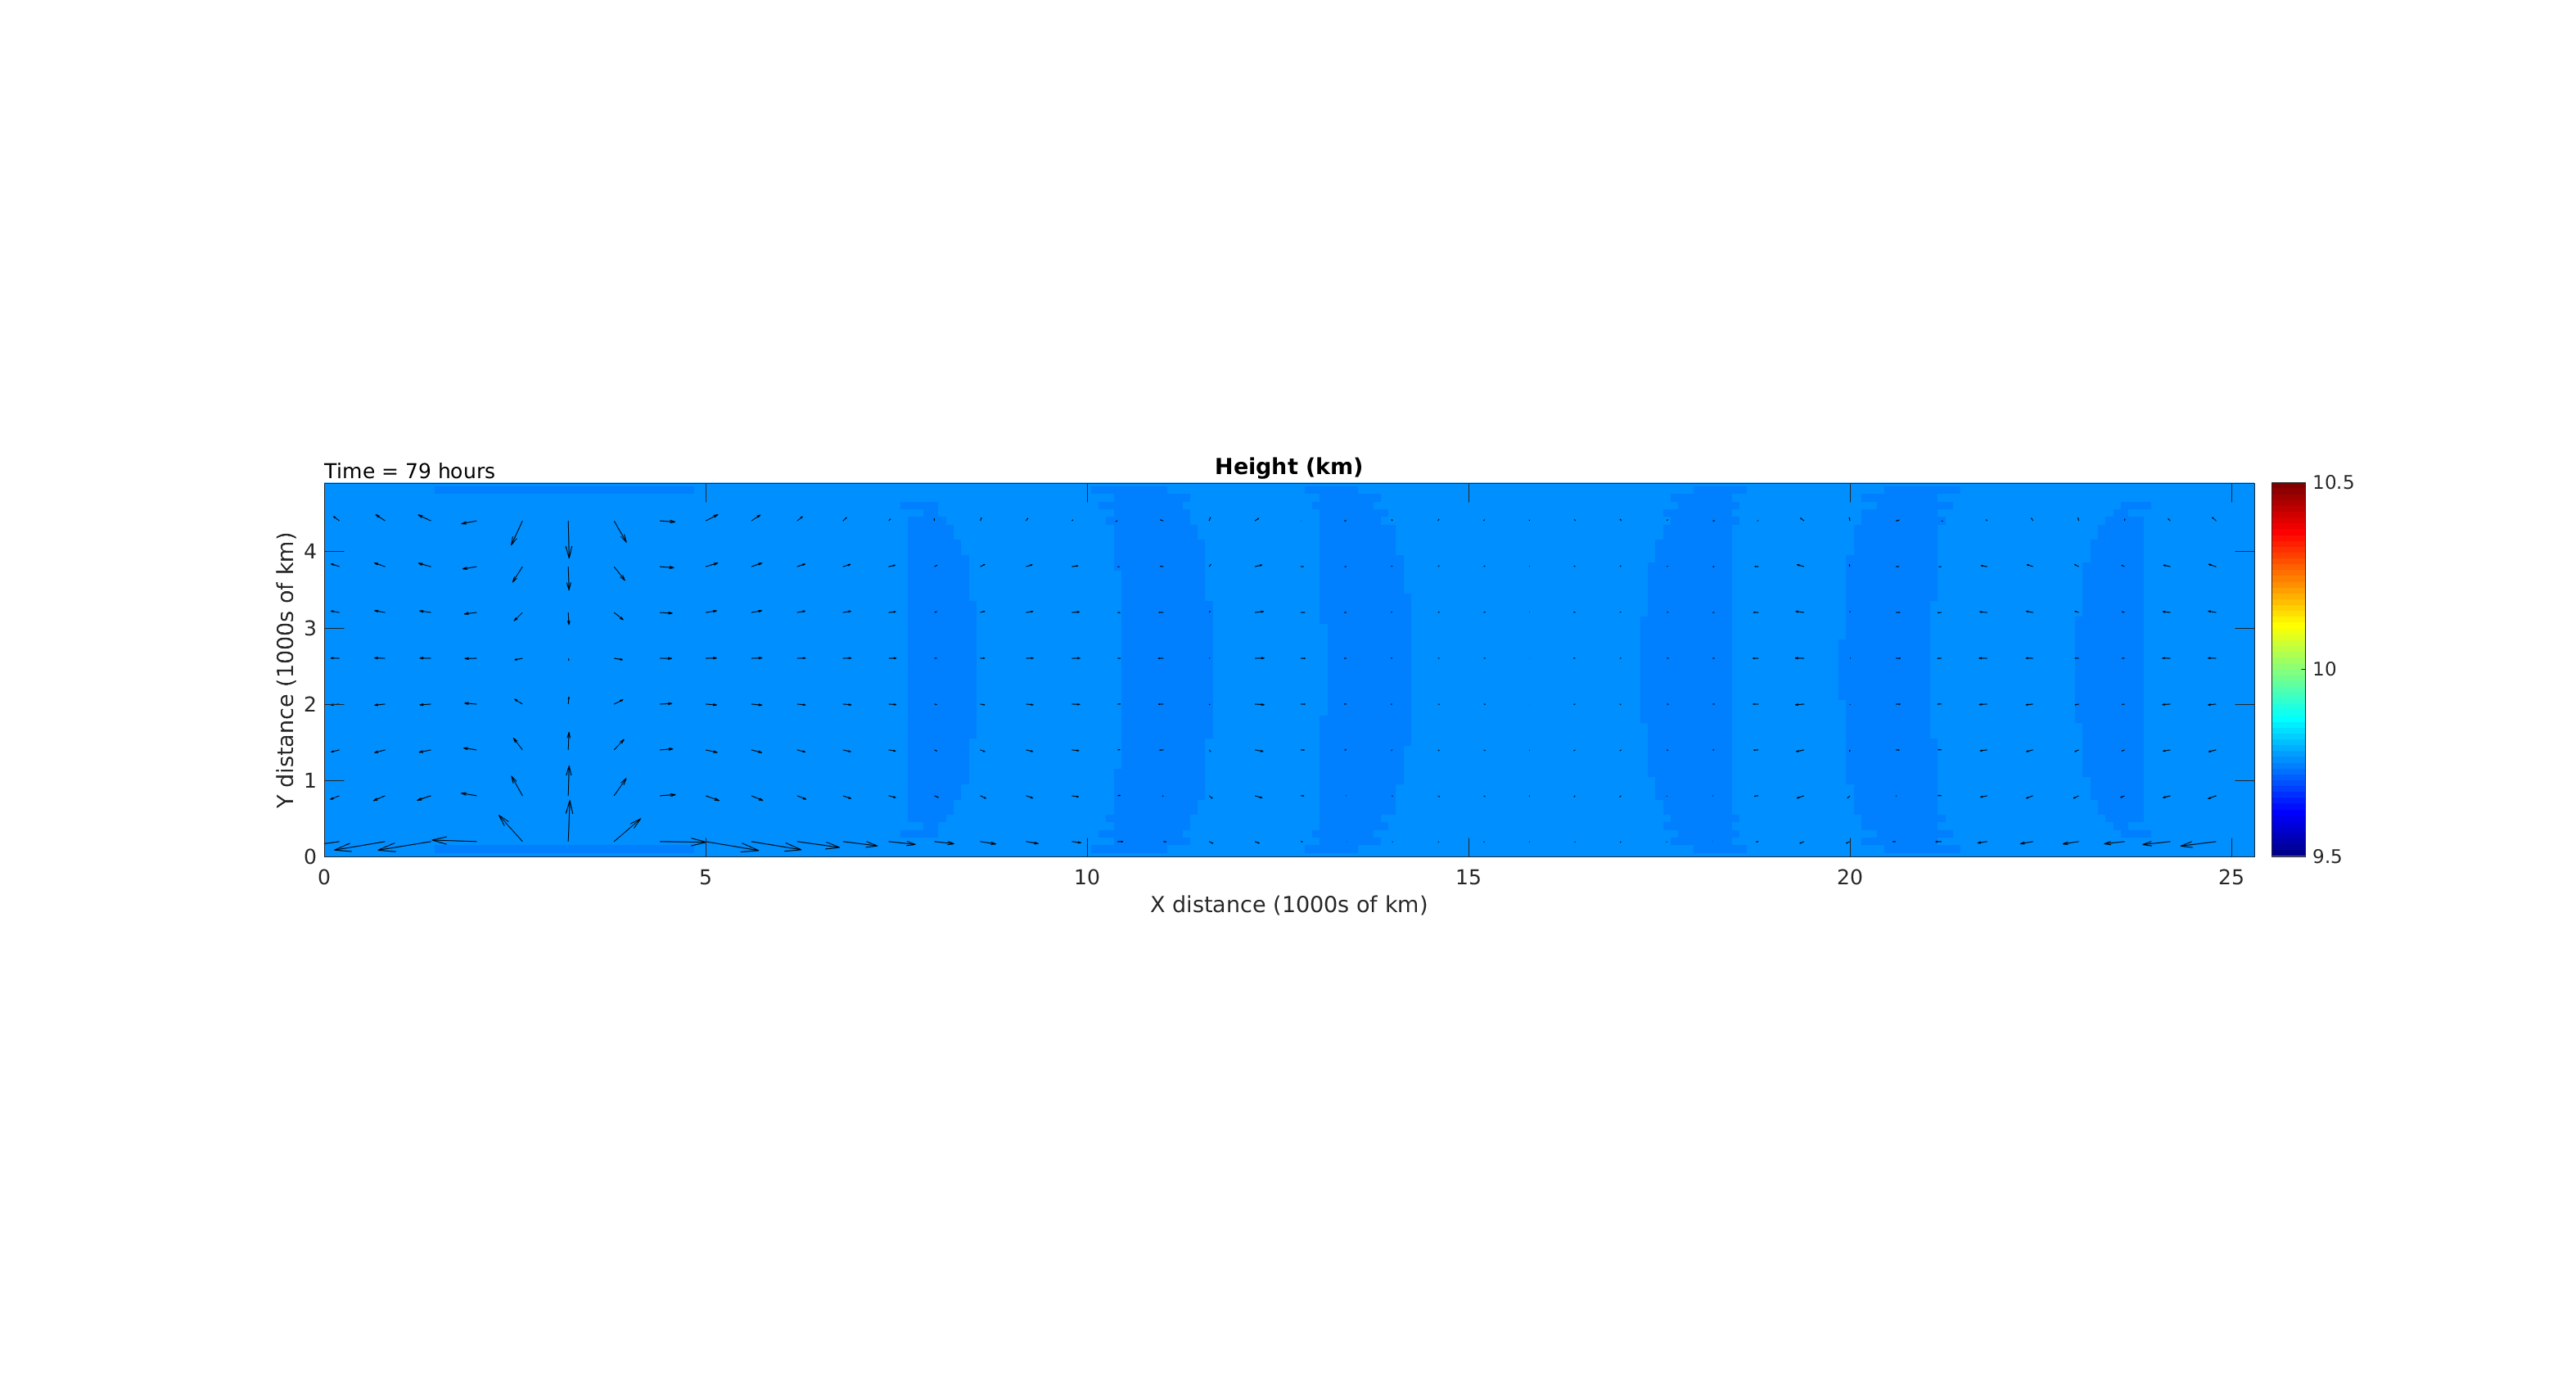 Time = 79 hours
Height (km)
10.5
10
9.5
4
3
2
1
0
Y distance (1000s of km)
0 5 10 15 20 25
X distance (1000s of km)